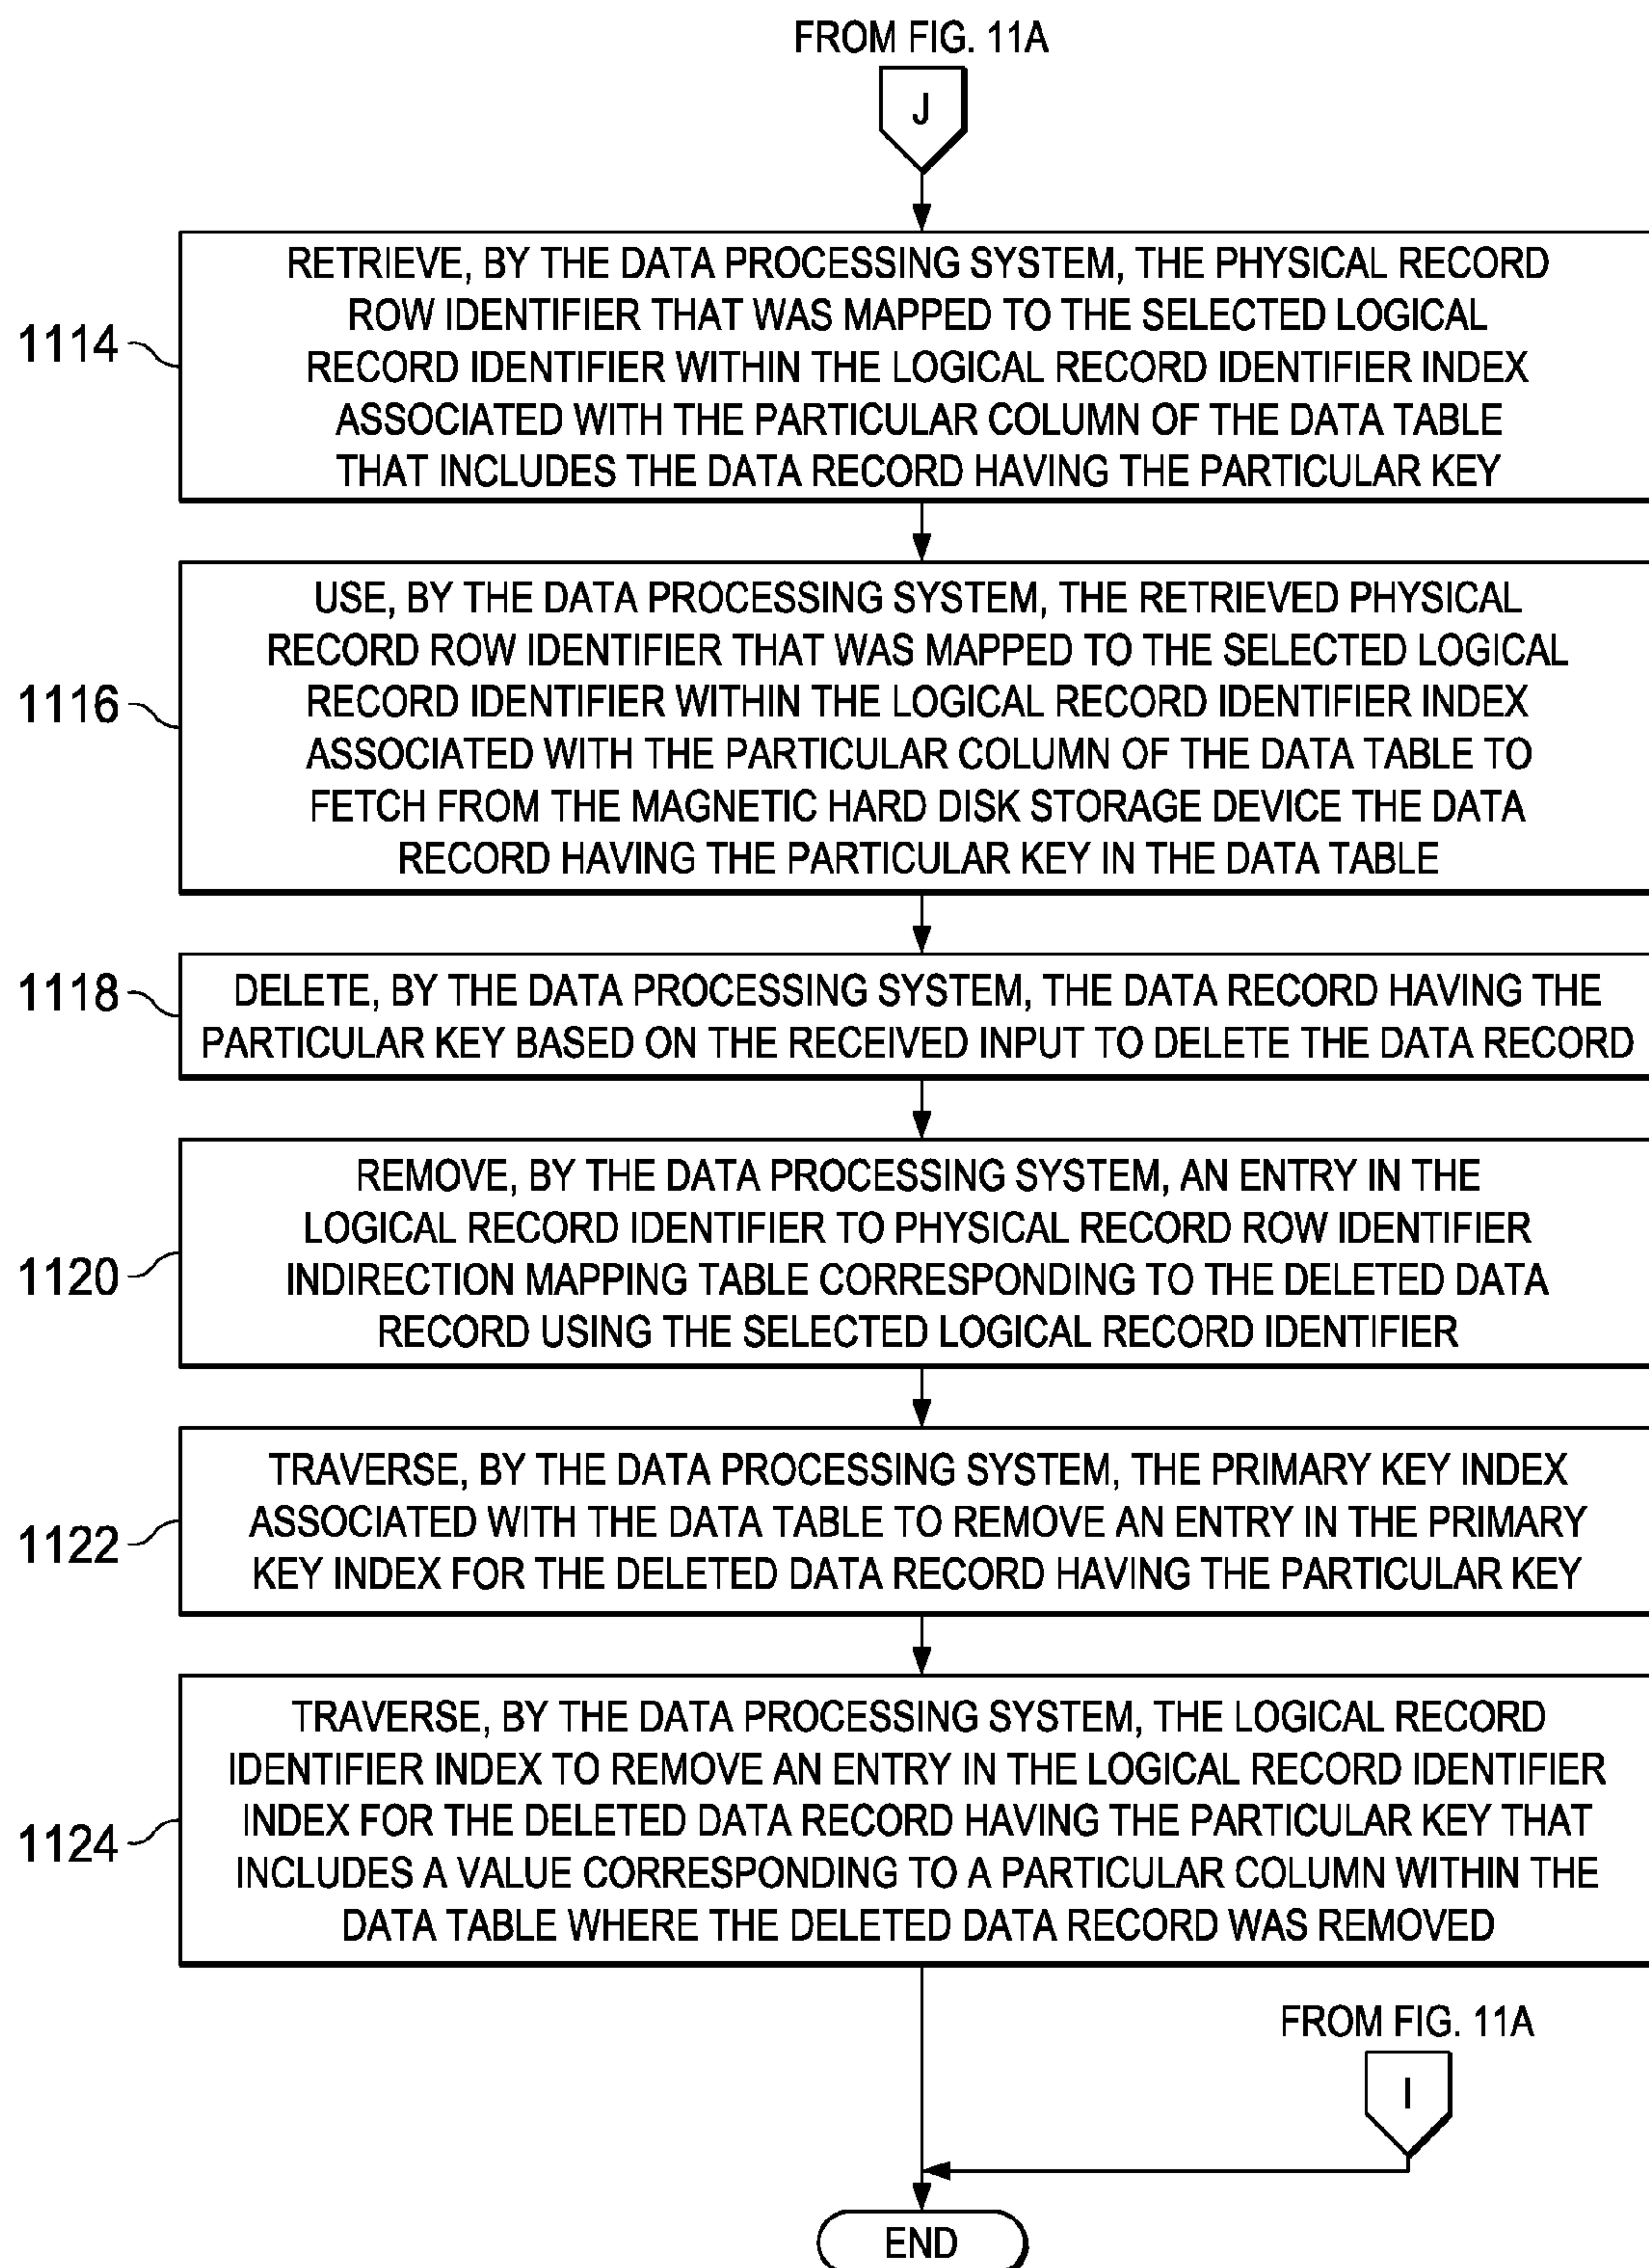 FROM FIG. 11A
J
1114
RETRIEVE, BY THE DATA PROCESSING SYSTEM, THE PHYSICAL RECORD
ROW IDENTIFIER THAT WAS MAPPED TO THE SELECTED LOGICAL
RECORD IDENTIFIER WITHIN THE LOGICAL RECORD IDENTIFIER INDEX
ASSOCIATED WITH THE PARTICULAR COLUMN OF THE DATA TABLE
THAT INCLUDES THE DATA RECORD HAVING THE PARTICULAR KEY
1116
USE, BY THE DATA PROCESSING SYSTEM, THE RETRIEVED PHYSICAL
RECORD ROW IDENTIFIER THAT WAS MAPPED TO THE SELECTED LOGICAL
RECORD IDENTIFIER WITHIN THE LOGICAL RECORD IDENTIFIER INDEX
ASSOCIATED WITH THE PARTICULAR COLUMN OF THE DATA TABLE TO
FETCH FROM THE MAGNETIC HARD DISK STORAGE DEVICE THE DATA
RECORD HAVING THE PARTICULAR KEY IN THE DATA TABLE
1118
DELETE, BY THE DATA PROCESSING SYSTEM, THE DATA RECORD HAVING THE
PARTICULAR KEY BASED ON THE RECEIVED INPUT TO DELETE THE DATA RECORD
1120
REMOVE, BY THE DATA PROCESSING SYSTEM, AN ENTRY IN THE
LOGICAL RECORD IDENTIFIER TO PHYSICAL RECORD ROW IDENTIFIER
INDIRECTION MAPPING TABLE CORRESPONDING TO THE DELETED DATA
RECORD USING THE SELECTED LOGICAL RECORD IDENTIFIER
1122
TRAVERSE, BY THE DATA PROCESSING SYSTEM, THE PRIMARY KEY INDEX
ASSOCIATED WITH THE DATA TABLE TO REMOVE AN ENTRY IN THE PRIMARY
KEY INDEX FOR THE DELETED DATA RECORD HAVING THE PARTICULAR KEY
1124
TRAVERSE, BY THE DATA PROCESSING SYSTEM, THE LOGICAL RECORD
IDENTIFIER INDEX TO REMOVE AN ENTRY IN THE LOGICAL RECORD IDENTIFIER
INDEX FOR THE DELETED DATA RECORD HAVING THE PARTICULAR KEY THAT
INCLUDES A VALUE CORRESPONDING TO A PARTICULAR COLUMN WITHIN THE
DATA TABLE WHERE THE DELETED DATA RECORD WAS REMOVED
FROM FIG. 11A
I
END